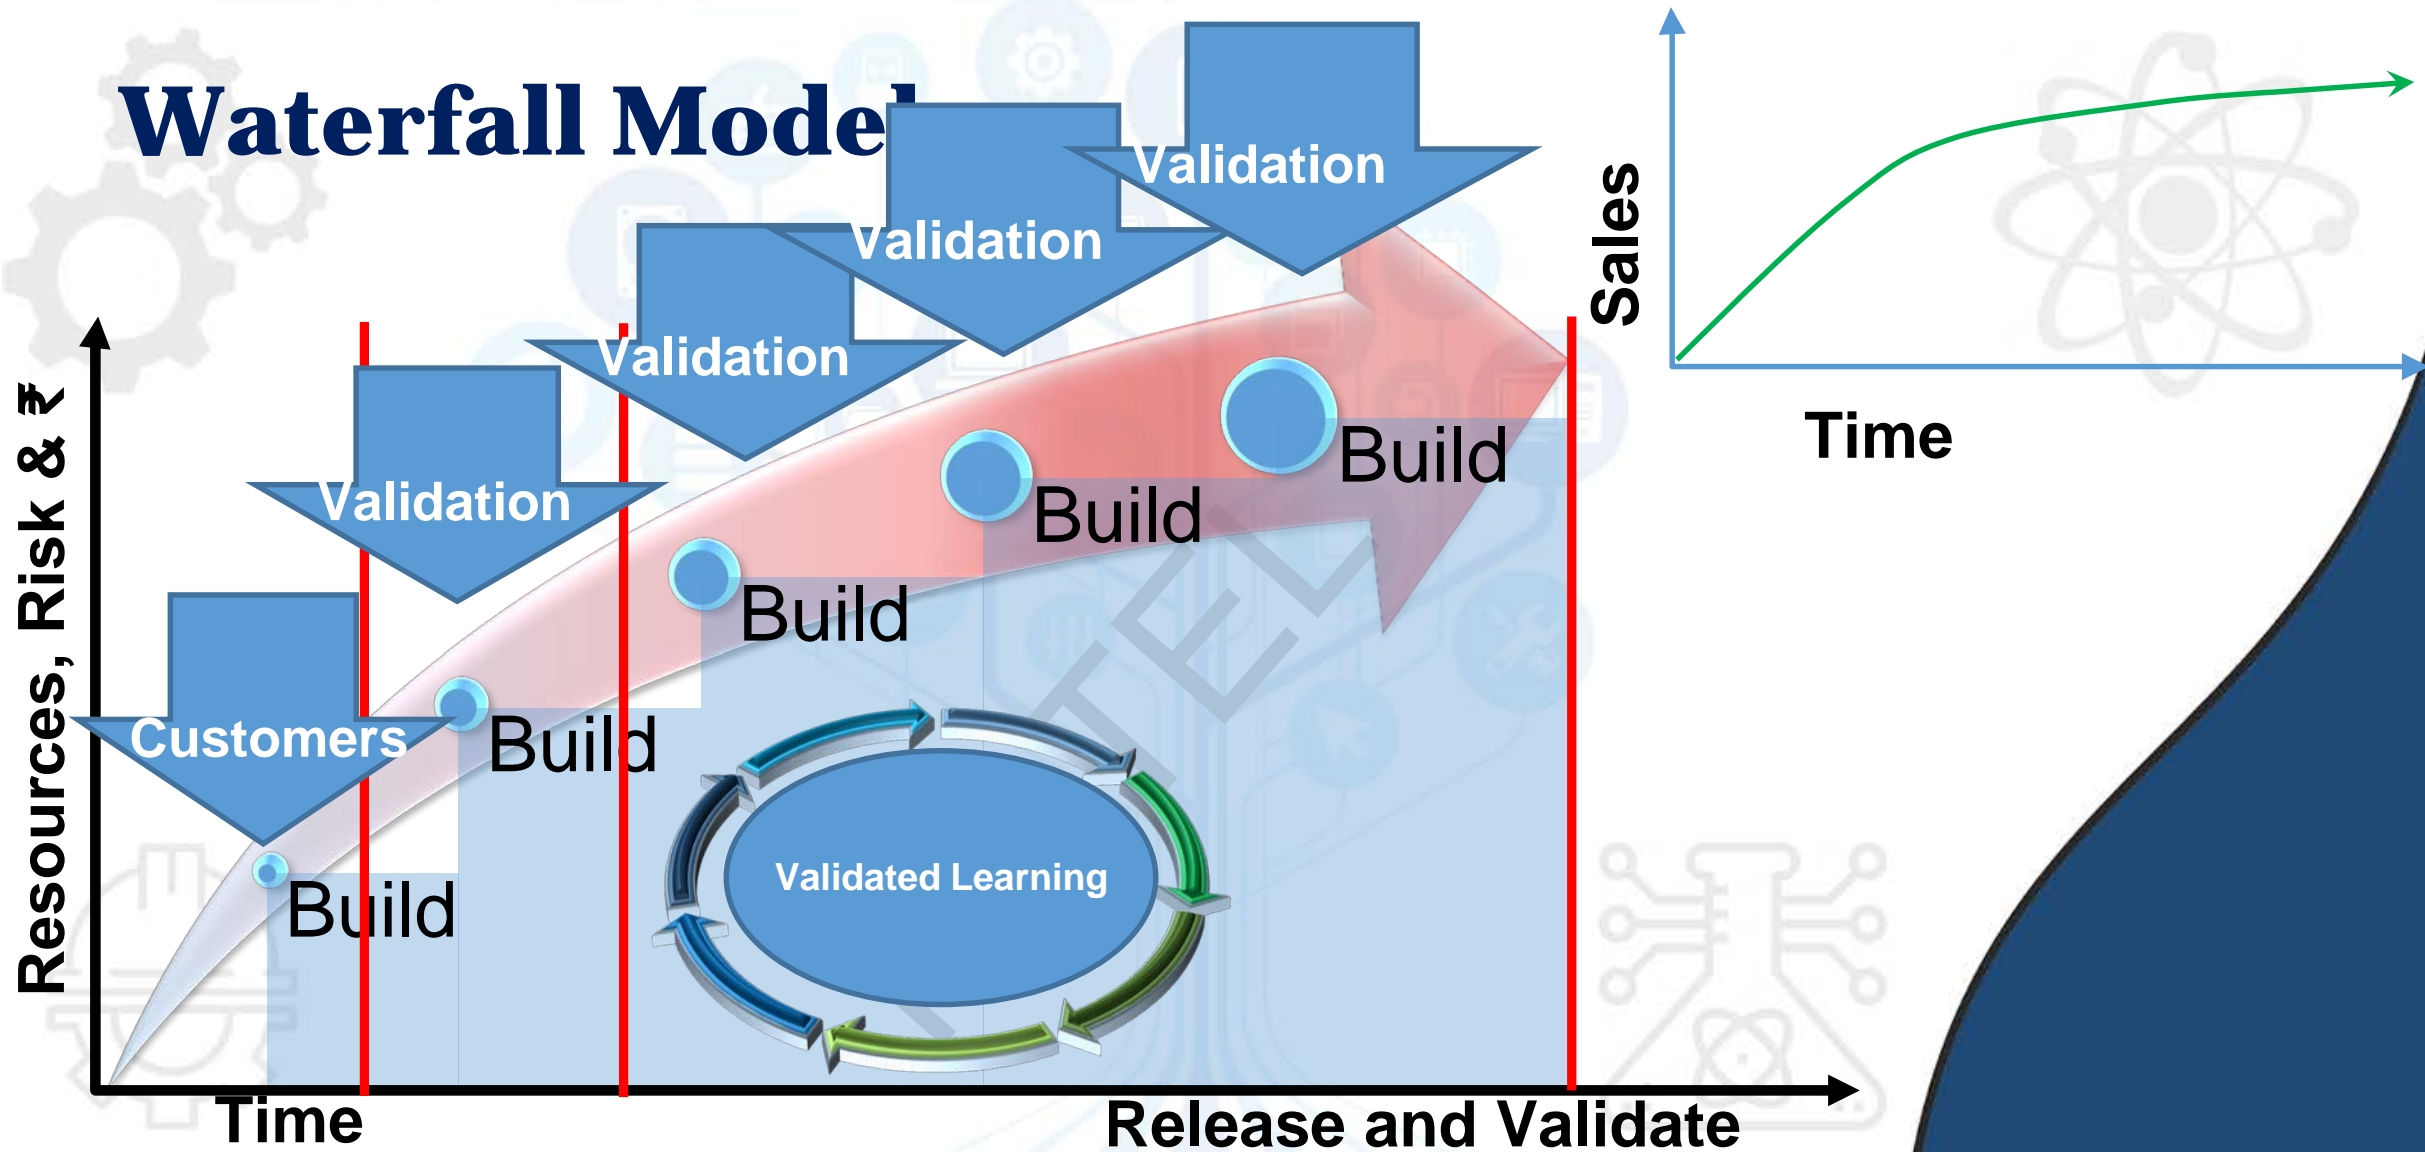 Waterfall Model
Validation
Validation
Validation
Validation
Customers
Resources, Risk & ₹
Build
Build
Build
Build
Build
Validated Learning
Time
Release and Validate
Sales
Time